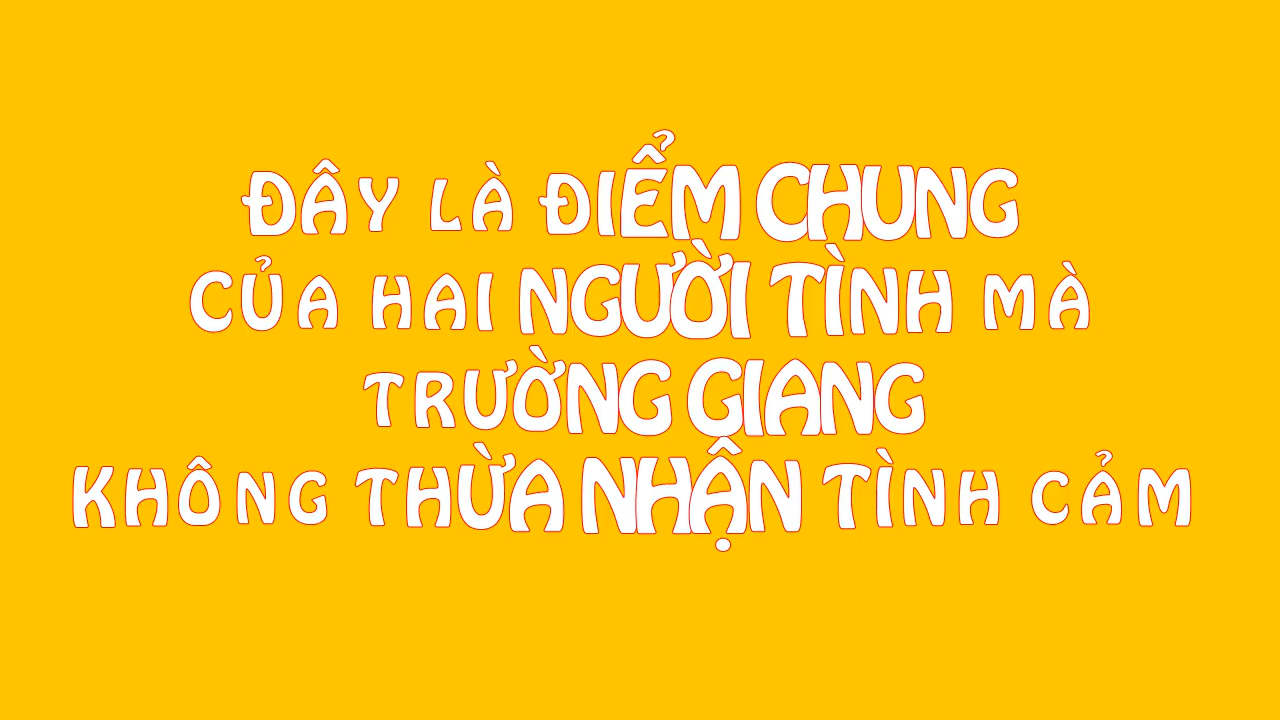 ĐÂY LÀ ĐIỂM CHUNG
CỦA HAI NGƯỜI TÌNH MÀ
TRƯỜNG GIANG
KHÔNG THỪA NHẬN TÌNH CẢM